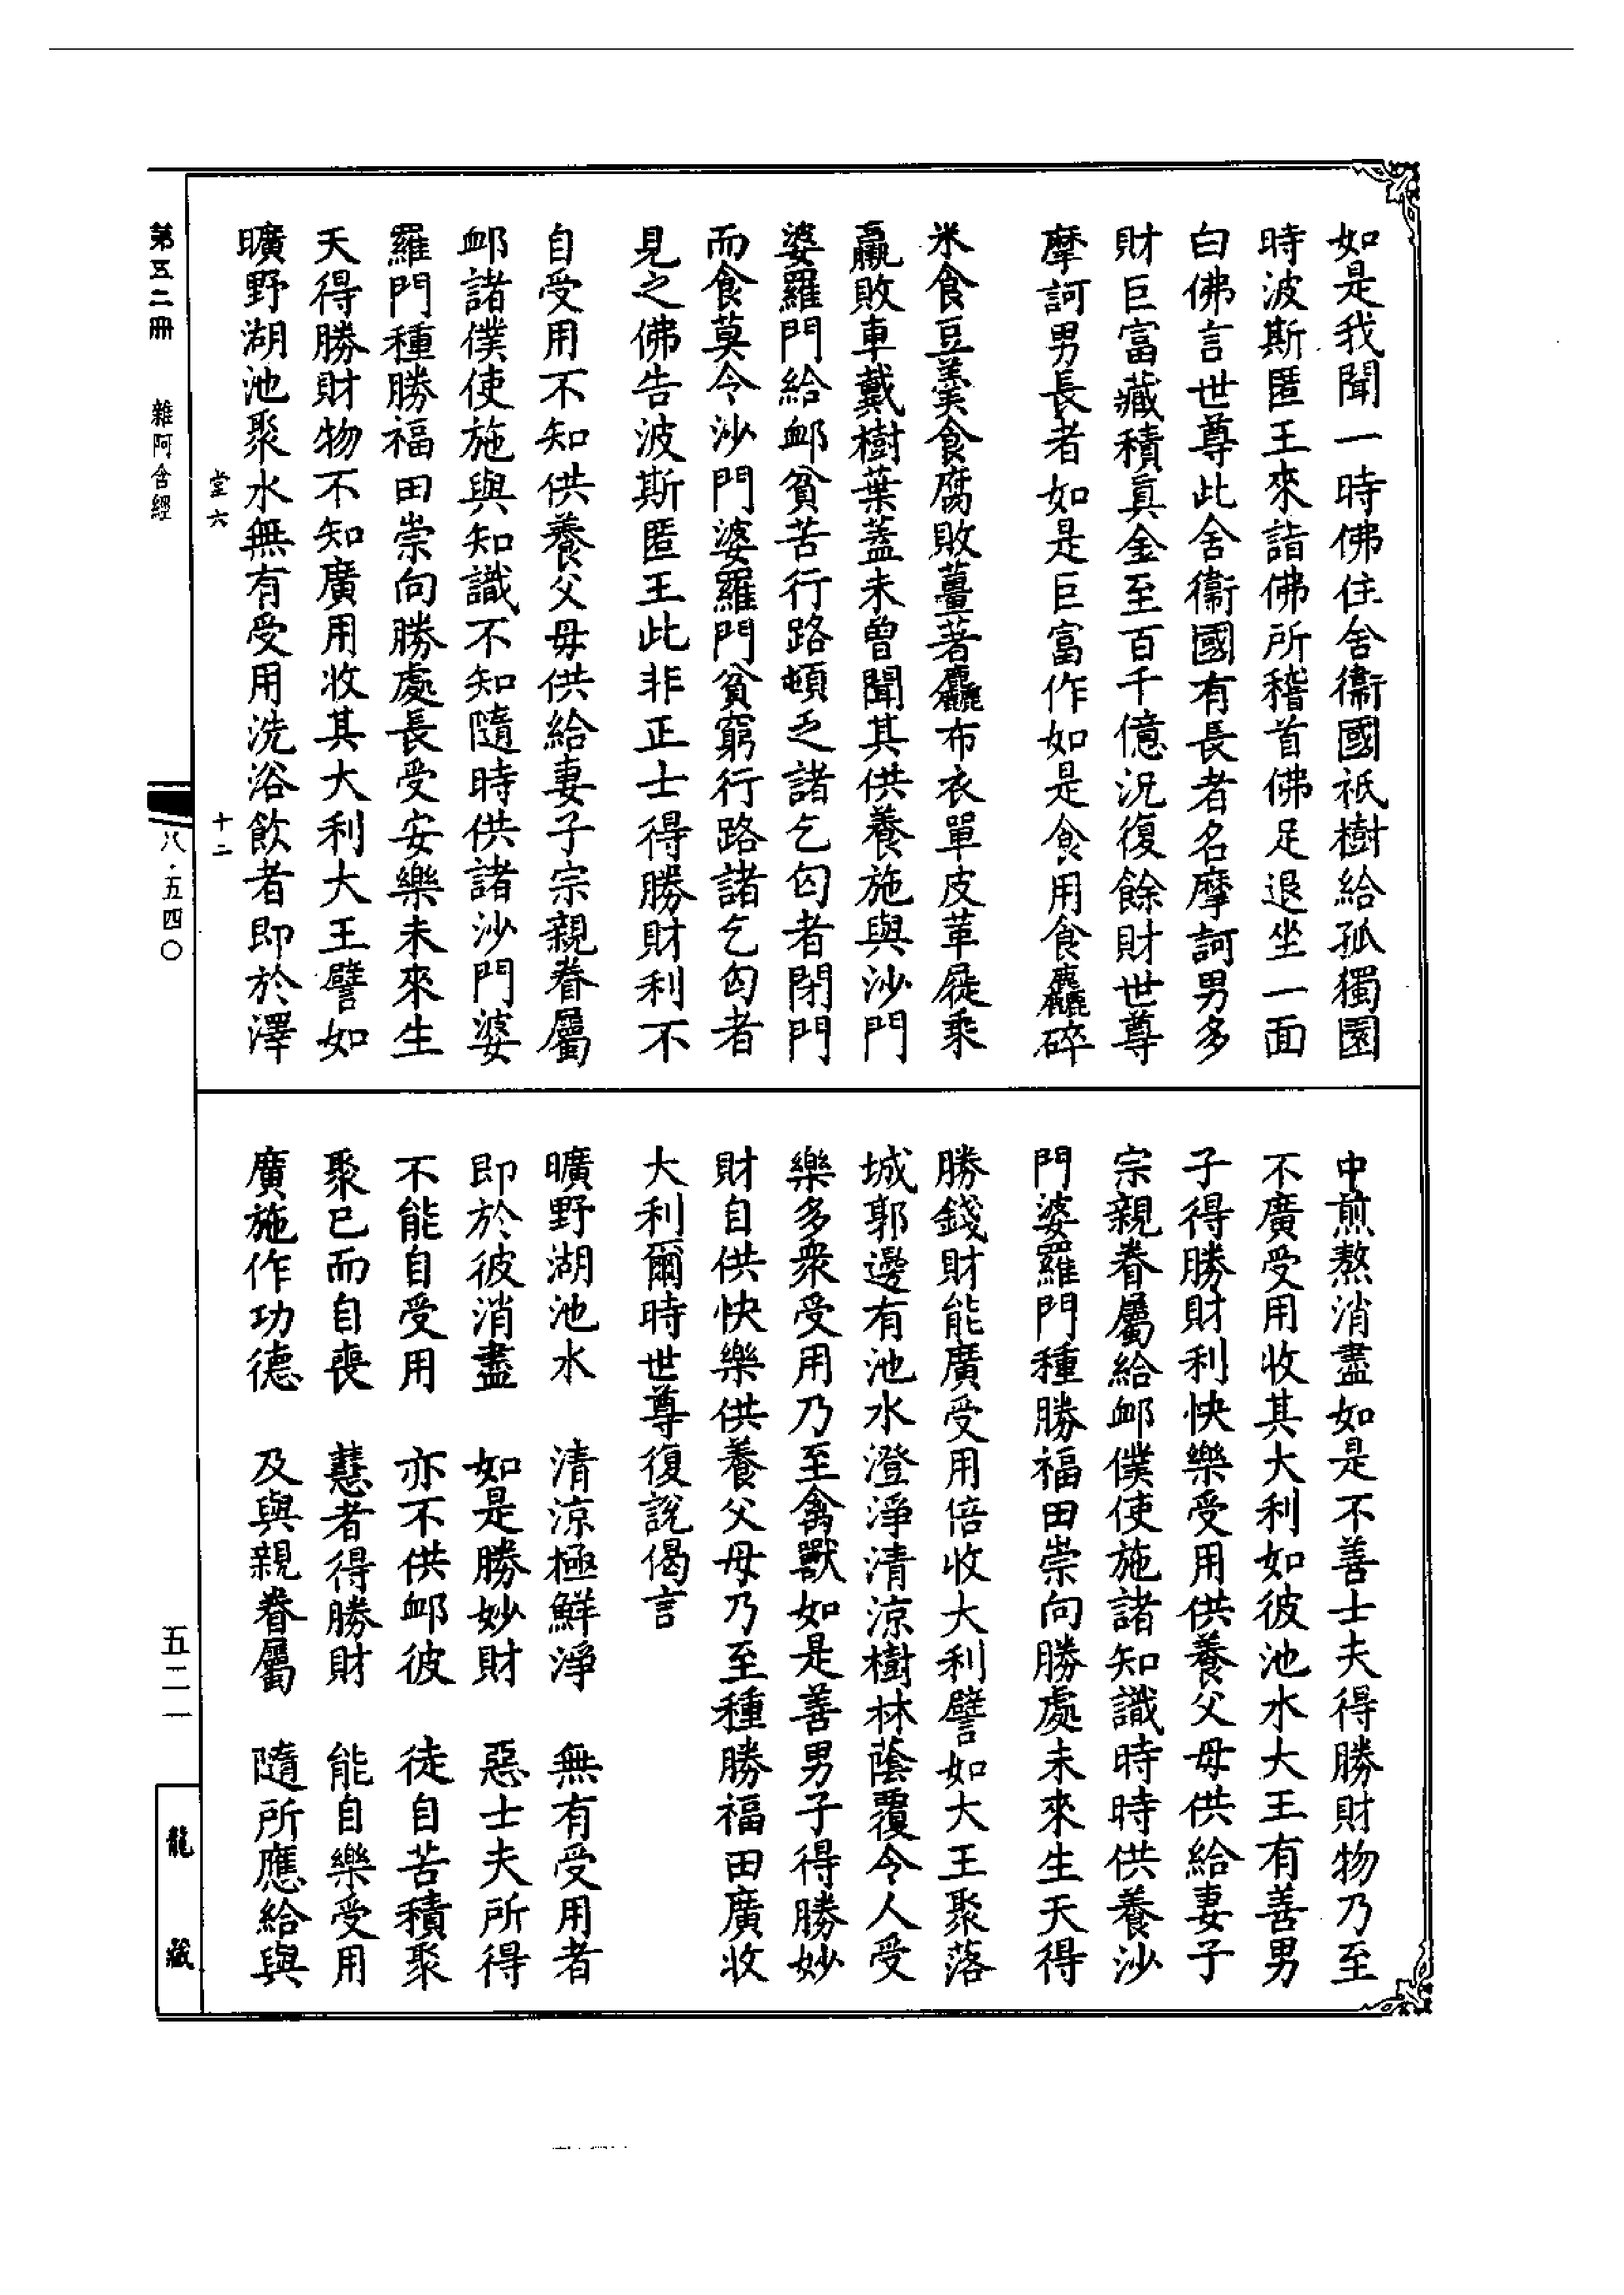 如是我聞一時佛住舍衛國祇樹給孤獨園
時波斯匿王來詣佛所稽首佛足退坐一面
白佛言世尊此舍衛國有長者名摩訶男多
財巨富藏積真金至百千億況復餘財世尊
摩訶男長者如是巨富作如是食用食麤碎
米食豆羹食腐敗薑著麤布衣單皮革屣乘
羸敗車戴樹葉蓋未曾聞其供養施與沙門
婆羅門給卹貧苦行路頓乏諸乞匄者閉門
而食莫令沙門婆羅門貧窮行路諸乞匄者
見之佛告波斯匿王此非正士得勝財利不
自受用不知供養父母供給妻子宗親眷屬
卹諸僕使施與知識不知隨時供諸沙門婆
羅門種勝福田崇向勝處長受安樂未來生
天得勝財物不知廣用收其大利大王譬如
曠野湖池聚水無有受用洗浴飲者即於澤
中煎熬消盡如是不善士夫得勝財物乃至
不廣受用收其大利如彼池水大王有善男
子得勝財利快樂受用供養父母供給妻子
宗親眷屬給卹僕使施諸知識時時供養沙
門婆羅門種勝福田崇向勝處未來生天得
勝錢財能廣受用倍收大利譬如大王聚落
城郭邊有池水澄淨清涼樹林蔭覆令人受
樂多衆受用乃至禽獸如是善男子得勝妙
財自供快樂供養父母乃至種勝福田廣收
大利爾時世尊復說偈言
曠野湖池水　清涼極鮮淨　無有受用者
即於彼消盡　如是勝妙財　惡士夫所得
不能自受用　亦不供卹彼　徒自苦積聚
聚已而自喪　慧者得勝財　能自樂受用
廣施作功德　及與親眷屬　隨所應給與
堂六　十二
第五二冊　雜阿含經　八·五四〇　五二一　龍藏